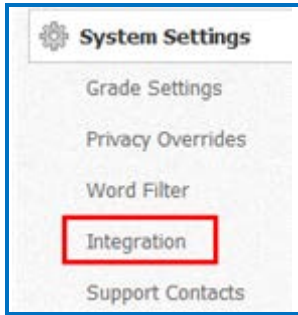 System Settings
Grade Settings
Privacy Overrides
Word Filter
Integration
Support Contacts